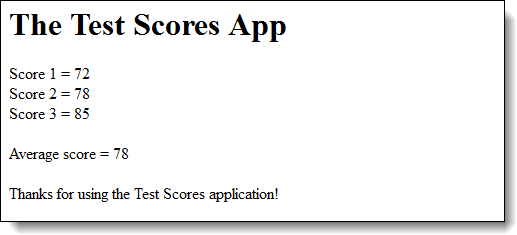 The Test Scores App
Score 1 = 72
Score 2 = 78
Score 3 = 85
Average score = 78
Thanks for using the Test Scores application!